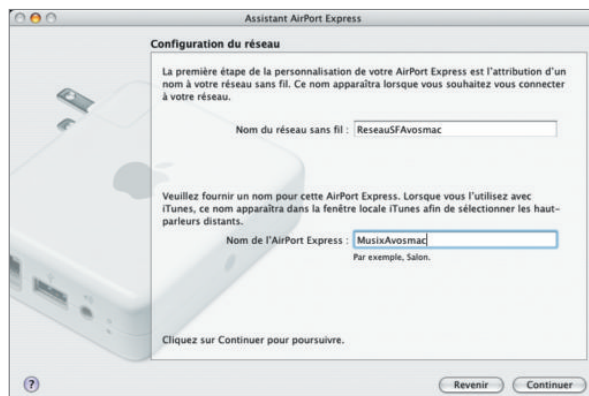 Assistant AirPort Express
Configuration du réseau
La première étape de la personnalisation de votre AirPort Express est l'attribution d'un
nom à votre réseau sans fil. Ce nom apparaîtra lorsque vous souhaitez vous connecter
à votre réseau.
Nom du réseau sans fil : ReseauSFAvosmac
Veuillez fournir un nom pour cette AirPort Express. Lorsque vous l'utilisez avec
iTunes, ce nom apparaîtra dans la fenêtre locale iTunes afin de sélectionner les haut-
parleurs distants.
Nom de l'AirPort Express : MusixAvosmac
Par exemple, Salon.
Cliquez sur Continuer pour poursuivre.
? Revenir Continuer